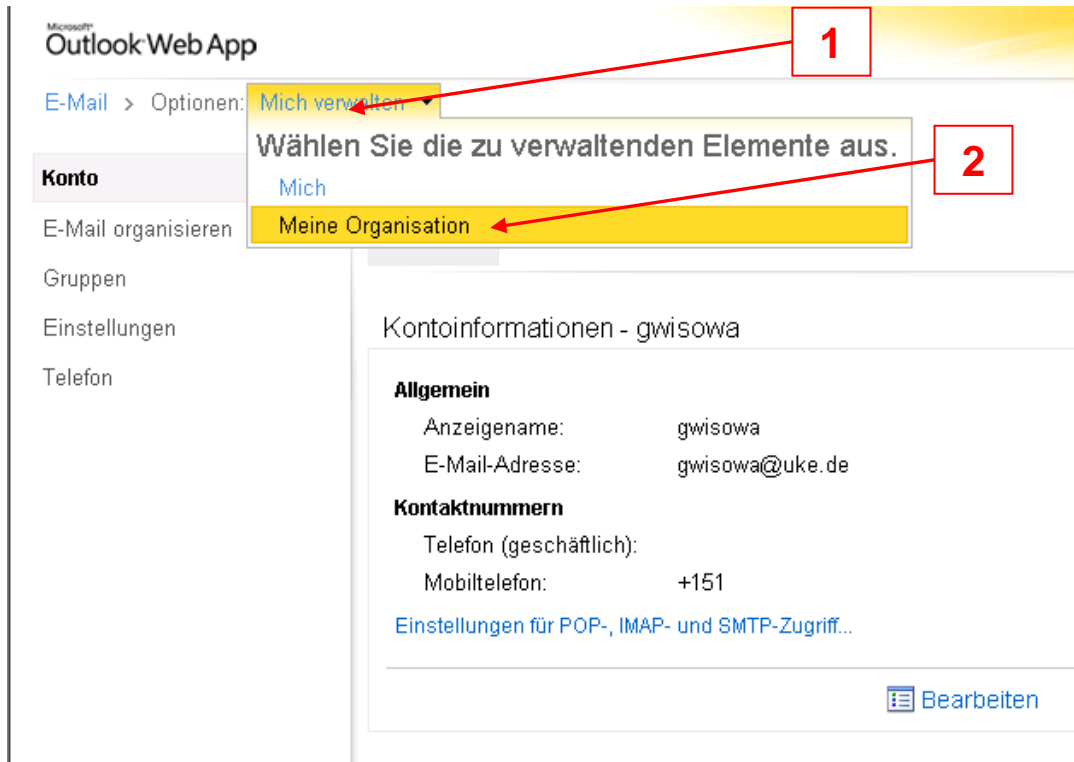 Microsoft®
Outlook Web App
1
E-Mail > Optionen: Mich verwalten
Wählen Sie die zu verwaltenden Elemente aus.
2
Mich
Meine Organisation
Konto
E-Mail organisieren
Gruppen
Einstellungen
Telefon
Kontoinformationen - gwisowa
Allgemein
Anzeigename: gwisowa
E-Mail-Adresse: gwisowa@uke.de
Kontaktnummern
Telefon (geschäftlich):
Mobiltelefon: +151
Einstellungen für POP-, IMAP- und SMTP-Zugriff...
Bearbeiten